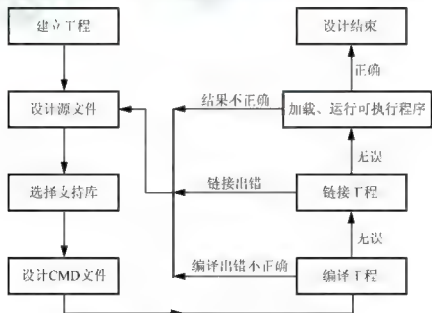 建立工程
设计结束
正确
设计源文件
结果不正确
加载、运行可执行程序
无误
选择支持库
链接出错
链接工程
无误
设计CMD文件
编译出错不正确
编译工程